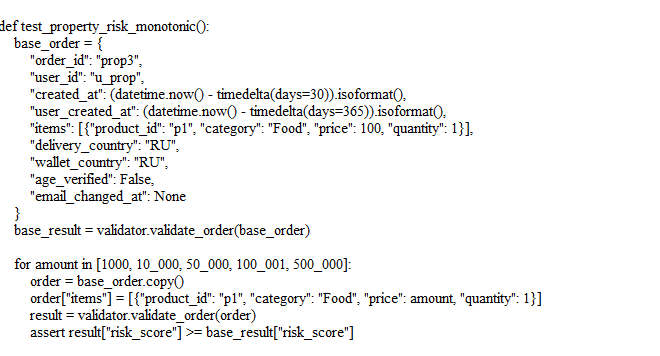 def test_property_risk_monotonic():
    base_order = {
        "order_id": "prop3",
        "user_id": "u_prop",
        "created_at": (datetime.now() - timedelta(days=30)).isoformat(),
        "user_created_at": (datetime.now() - timedelta(days=365)).isoformat(),
        "items": [{"product_id": "p1", "category": "Food", "price": 100, "quantity": 1}],
        "delivery_country": "RU",
        "wallet_country": "RU",
        "age_verified": False,
        "email_changed_at": None
    }
    base_result = validator.validate_order(base_order)

    for amount in [1000, 10_000, 50_000, 100_001, 500_000]:
        order = base_order.copy()
        order["items"] = [{"product_id": "p1", "category": "Food", "price": amount, "quantity": 1}]
        result = validator.validate_order(order)
        assert result["risk_score"] >= base_result["risk_score"]